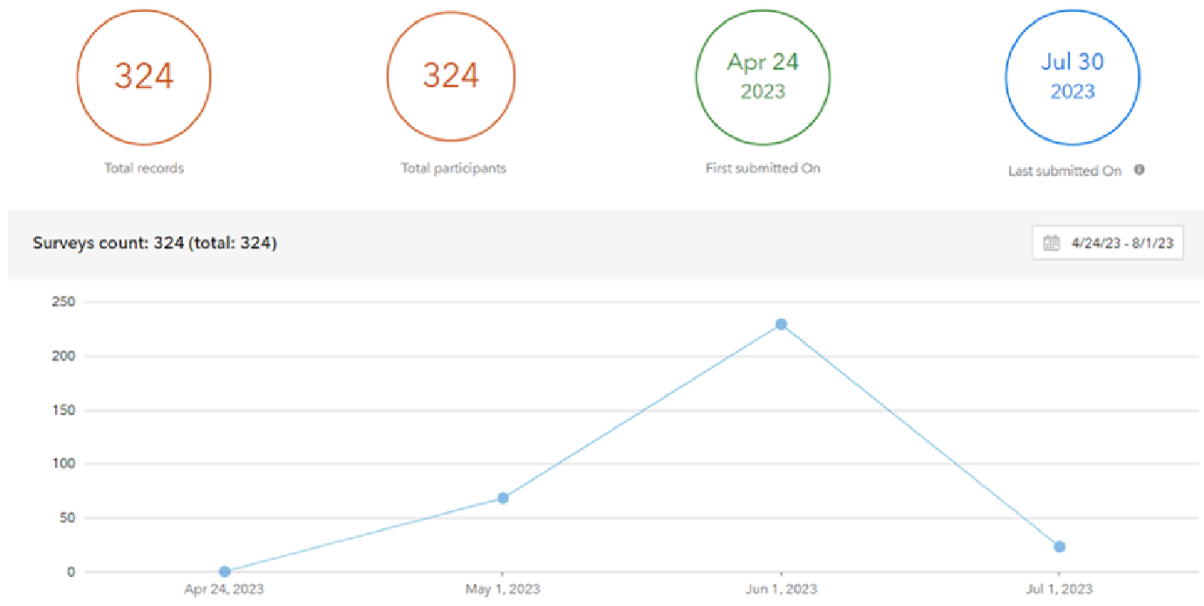 324
324
Apr 24
2023
Jul 30
2023
Total records
Total participants
First submitted On
Last submitted On
Surveys count: 324 (total: 324)
4/24/23 - 8/1/23
250
200
150
100
50
0
Apr 24, 2023
May 1, 2023
Jun 1, 2023
Jul 1, 2023